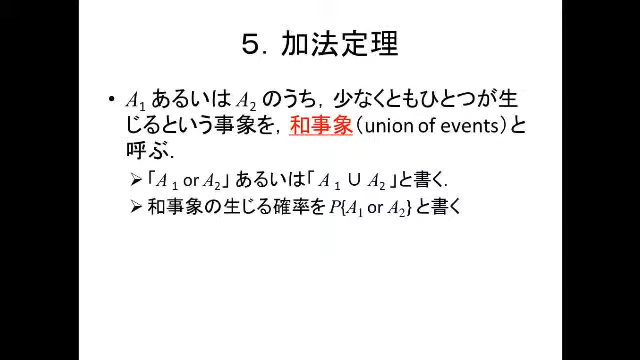 5．加法定理
• A₁ あるいは A₂ のうち，少なくともひとつが生
じるという事象を，和事象（union of events）と
呼ぶ．
➢「A ₁ or A₂」 あるいは「 A ₁ ∪ A₂ 」と書く．
➢ 和事象の生じる確率を P{A₁ or A₂} と書く